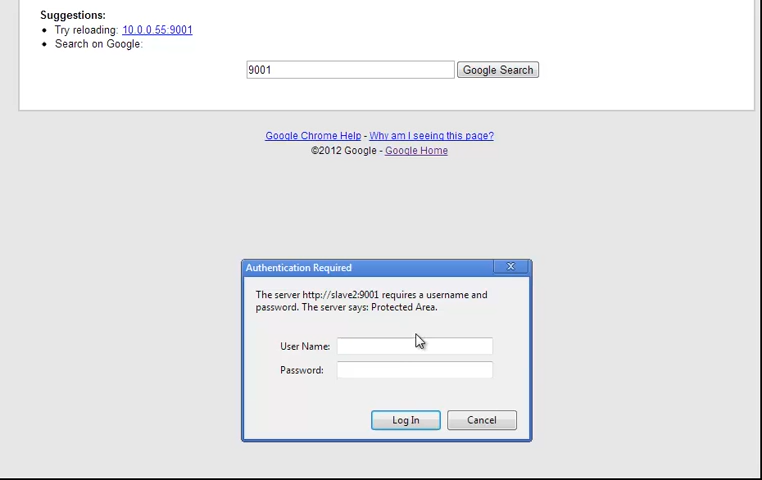 Suggestions:
Try reloading: 10.0.0.55:9001
Search on Google:
9001 Google Search
Google Chrome Help - Why am I seeing this page?
©2012 Google - Google Home
Authentication Required X
The server http://slave2:9001 requires a username and
password. The server says: Protected Area.
User Name:
Password:
Log In Cancel